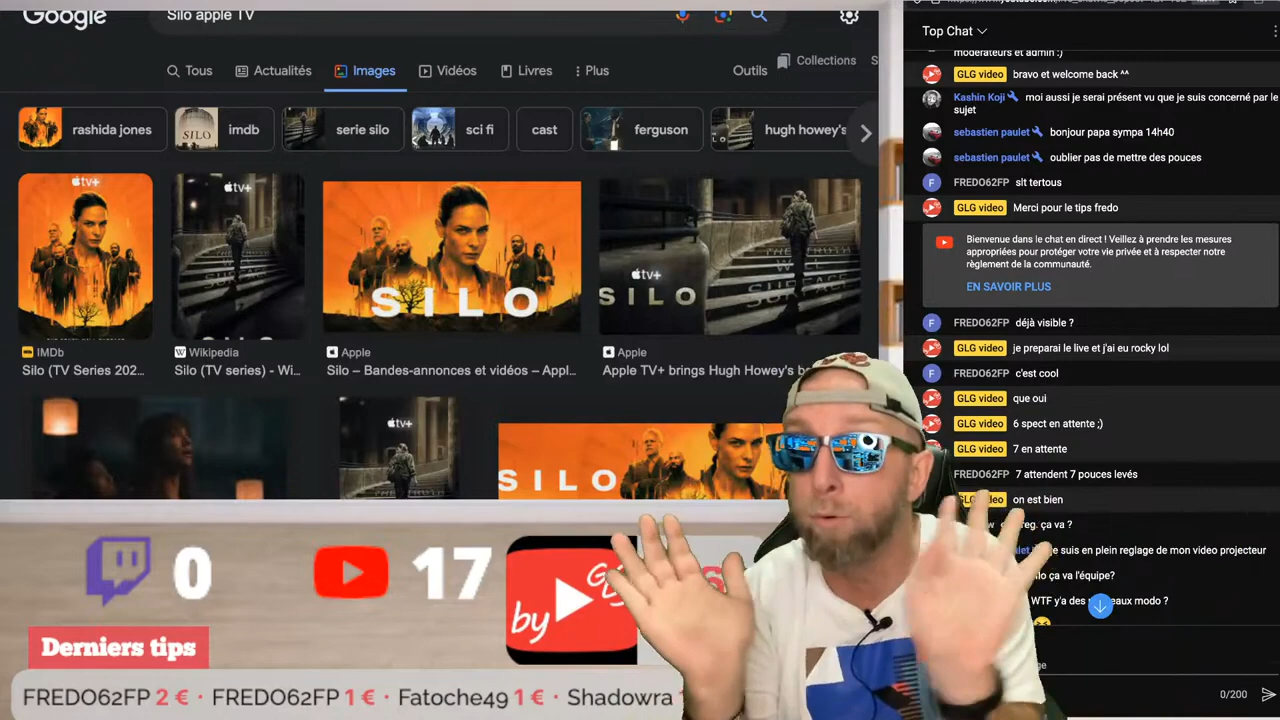 Google
Silo apple TV
Tous
Actualités
Images
Vidéos
Livres
Plus
Outils
Collections
S
rashida jones
SILO
imdb
serie silo
sci fi
cast
ferguson
hugh howey's
tv+
tv+
SILO
tv+
SILO
IMDb
Silo (TV Series 202...
Wikipedia
Silo (TV series) - Wi...
Apple
Silo – Bandes-annonces et vidéos – Appl...
Apple
Apple TV+ brings Hugh Howey's b
tv+
SILO
0
17
by
Derniers tips
FREDO62FP 2 € · FREDO62FP 1 € · Fatoche49 1 € · Shadowra
Top Chat
modérateurs et admin :)
GLG video bravo et welcome back ^^
Kashin Koji moi aussi je serai présent vu que je suis concerné par le
sujet
sebastien paulet bonjour papa sympa 14h40
sebastien paulet oublier pas de mettre des pouces
F FREDO62FP slt tertous
GLG video Merci pour le tips fredo
Bienvenue dans le chat en direct ! Veillez à prendre les mesures
appropriées pour protéger votre vie privée et à respecter notre
règlement de la communauté.
EN SAVOIR PLUS
F FREDO62FP déjà visible ?
GLG video je preparai le live et j'ai eu rocky lol
F FREDO62FP c'est cool
GLG video que oui
GLG video 6 spect en attente ;)
GLG video 7 en attente
FREDO62FP 7 attendent 7 pouces levés
on est bien
reg. ça va ?
suis en plein reglage de mon video projecteur
ça va l'équipe?
WTF y'a des modo ?
0/200